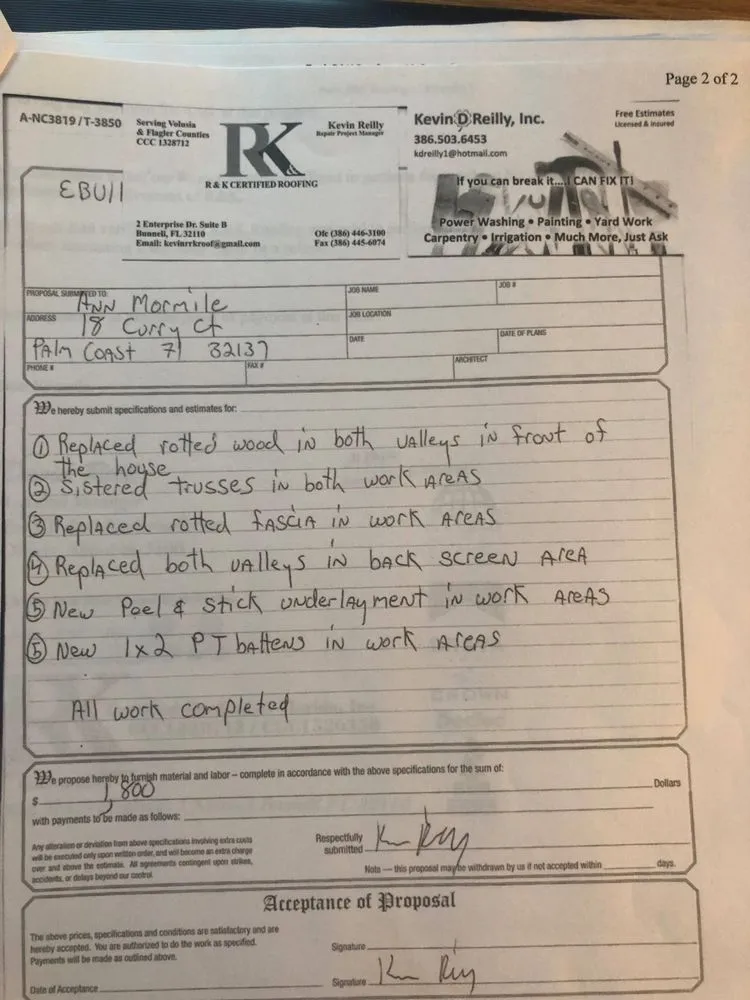 Page 2 of 2
A-NC3819/T-3850
Serving Volusia
& Flagler Counties
CCC 1328712
RK
Kevin Reilly
Repair Project Manager
R & K CERTIFIED ROOFING
2 Enterprise Dr. Suite B
Bunnell, FL 32110
Email: kevinrrkroof@gmail.com
Ofc (386) 446-3100
Fax (386) 445-6074
Kevin D Reilly, Inc.
386.503.6453
kdreilly1@hotmail.com
Free Estimates
Licensed & Insured
If you can break it....I CAN FIX IT!
Power Washing • Painting • Yard Work
Carpentry • Irrigation • Much More, Just Ask
PROPOSAL SUBMITTED TO:
Ann Mormile
ADDRESS
18 Curry Ct
Palm Coast Fl 32137
PHONE #
FAX #
JOB NAME
JOB #
JOB LOCATION
DATE
DATE OF PLANS
ARCHITECT
We hereby submit specifications and estimates for:
① Replaced rotted wood in both valleys in front of
the house
② Sistered trusses in both work areas
③ Replaced rotted fascia in work areas
④ Replaced both valleys in back screen area
⑤ New Peel & Stick underlayment in work areas
⑥ New 1x2 PT battens in work areas
All work completed
We propose hereby to furnish material and labor – complete in accordance with the above specifications for the sum of:
$ 1,800
Dollars
with payments to be made as follows:
Any alteration or deviation from above specifications involving extra costs
will be executed only upon written order, and will become an extra charge
over and above the estimate. All agreements contingent upon strikes,
accidents, or delays beyond our control.
Respectfully
submitted
Note — this proposal may be withdrawn by us if not accepted within
days.
Acceptance of Proposal
The above prices, specifications and conditions are satisfactory and are
hereby accepted. You are authorized to do the work as specified.
Payments will be made as outlined above.
Date of Acceptance
Signature
Signature